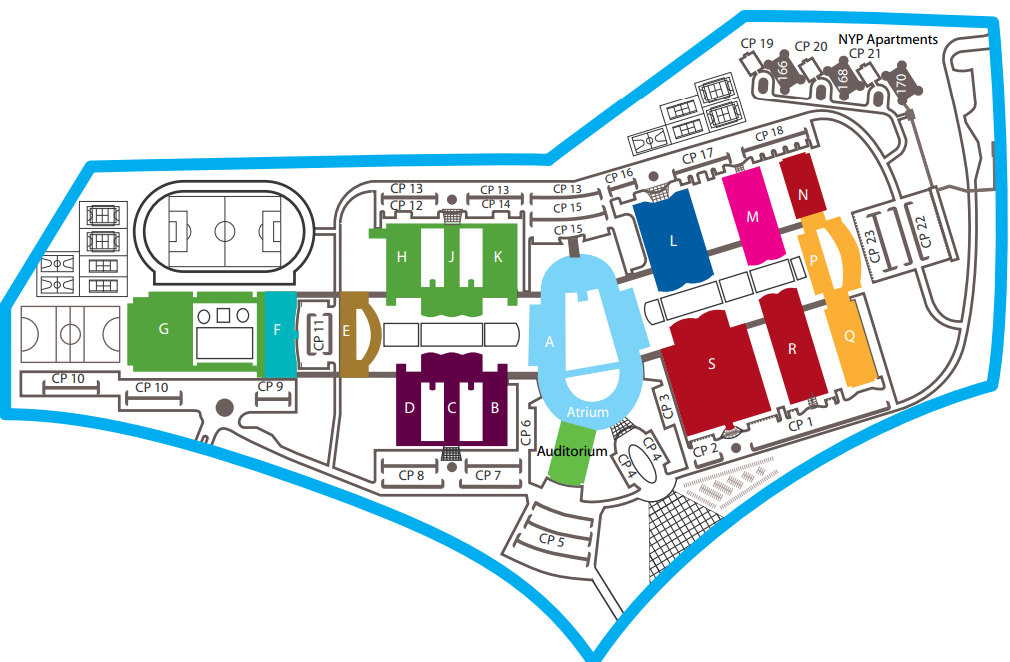 NYP Apartments
CP 19
CP 20
CP 21
166
168
170
CP 18
CP 17
CP 16
CP 13
CP 13
CP 13
CP 12
CP 14
CP 15
CP 15
N
M
L
P
CP 23
CP 22
H
J
K
G
F
CP 11
E
A
S
R
Q
CP 10
CP 10
CP 9
D
C
B
CP 6
Atrium
CP 3
Auditorium
CP 4
CP 4
CP 2
CP 1
CP 8
CP 7
CP 5